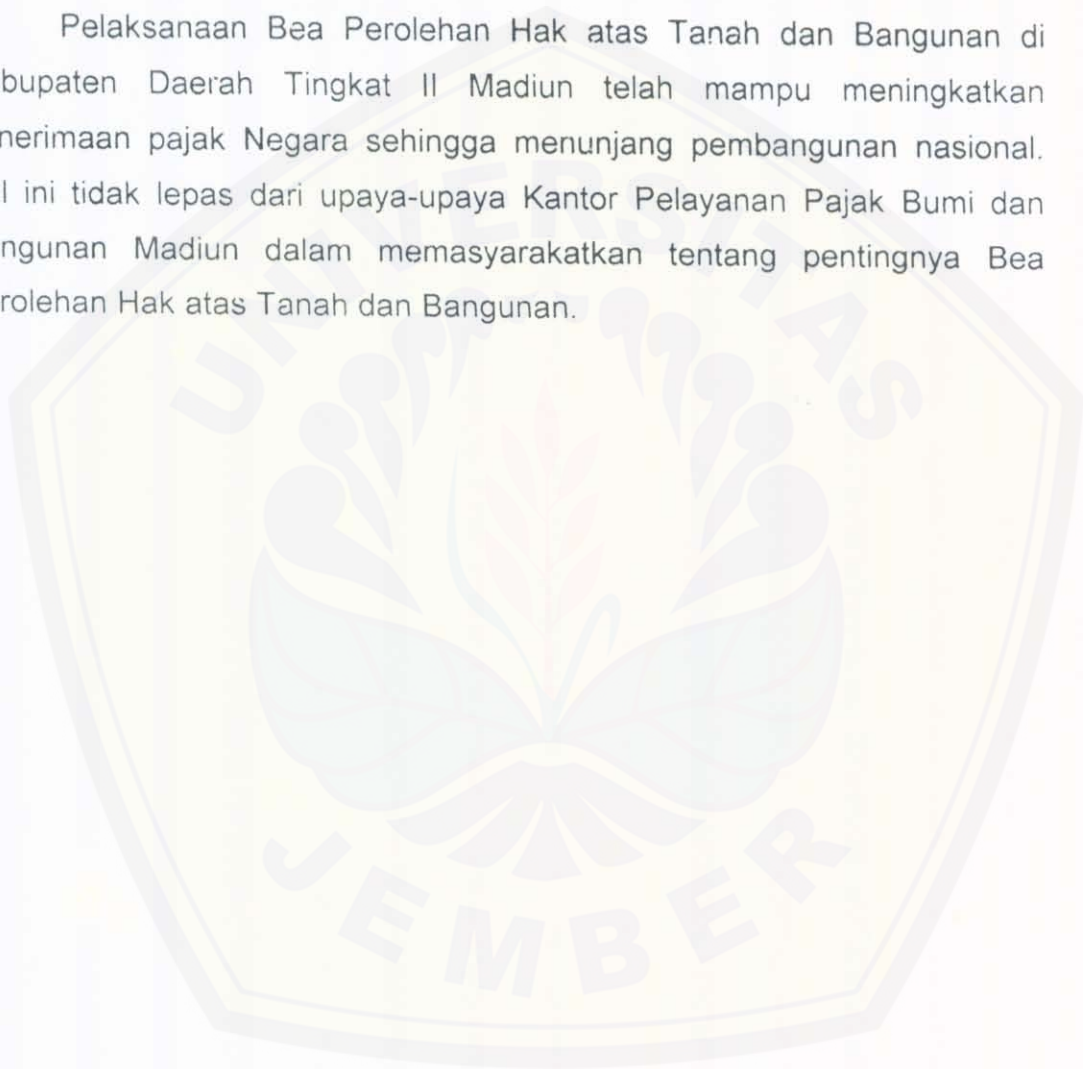 Pelaksanaan Bea Perolehan Hak atas Tanah dan Bangunan di
bupaten Daerah Tingkat II Madiun telah mampu meningkatkan
nerimaan pajak Negara sehingga menunjang pembangunan nasional.
l ini tidak lepas dari upaya-upaya Kantor Pelayanan Pajak Bumi dan
ngunan Madiun dalam memasyarakatkan tentang pentingnya Bea
rolehan Hak atas Tanah dan Bangunan.
UNIVERSITAS
JEMBER